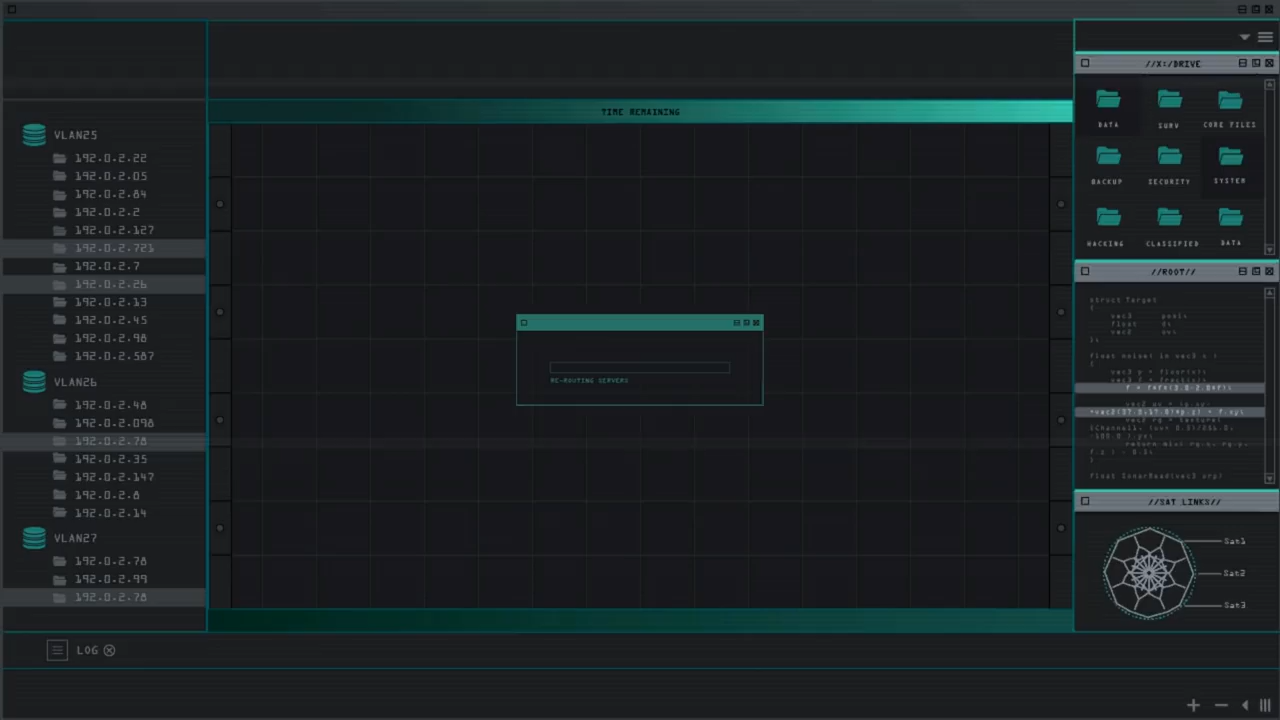 TIME REMAINING
VLAN25
192.0.2.22
192.0.2.05
192.0.2.84
192.0.2.2
192.0.2.127
192.0.2.721
192.0.2.7
192.0.2.26
192.0.2.13
192.0.2.45
192.0.2.98
192.0.2.587
VLAN26
192.0.2.48
192.0.2.098
192.0.2.78
192.0.2.35
192.0.2.147
192.0.2.8
192.0.2.14
VLAN27
192.0.2.78
192.0.2.99
192.0.2.78
LOG
RE-ROUTING SERVERS
//X:/DRIVE
DATA
SURV
CORE FILES
BACKUP
SECURITY
SYSTEM
HACKING
CLASSIFIED
DATA
//ROOT//
struct Target
{
vec3
float
vec2
};
//SAT LINKS//
Sat1
Sat2
Sat3